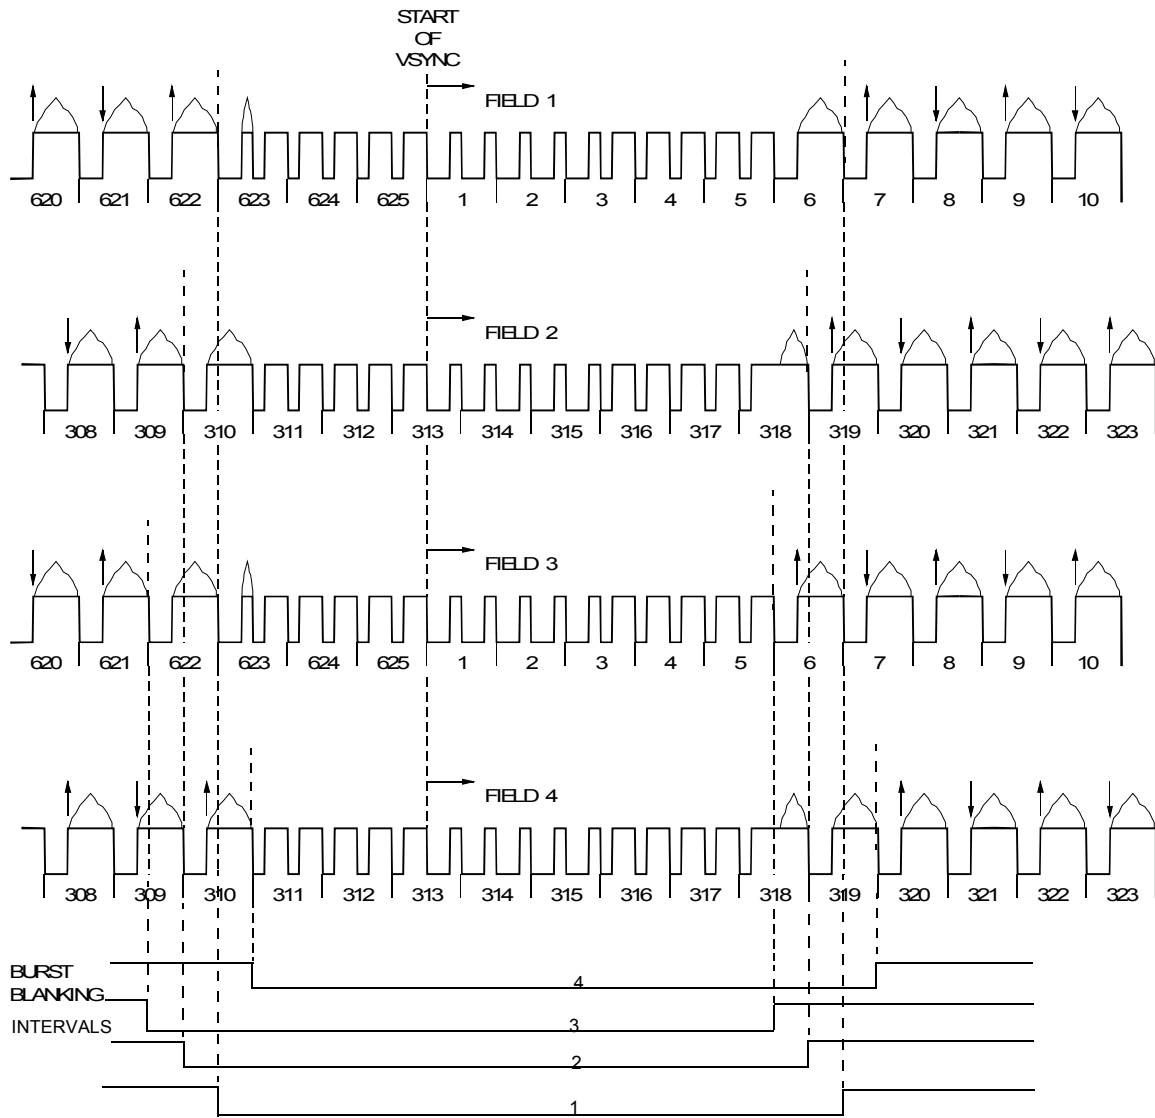 START
OF
VSYNC
FIELD 1
620 621 622 623 624 625 1 2 3 4 5 6 7 8 9 10
FIELD 2
308 309 310 311 312 313 314 315 316 317 318 319 320 321 322 323
FIELD 3
620 621 622 623 624 625 1 2 3 4 5 6 7 8 9 10
FIELD 4
308 309 310 311 312 313 314 315 316 317 318 319 320 321 322 323
BURST
BLANKING
INTERVALS
4
3
2
1